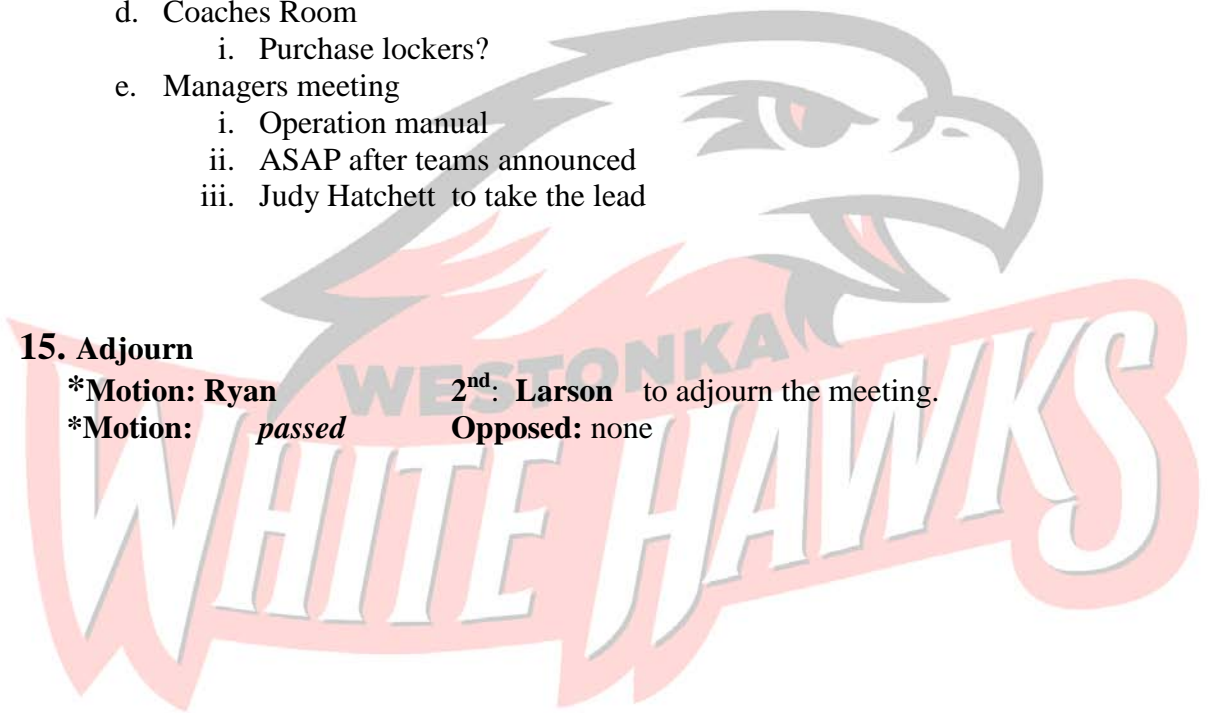 d. Coaches Room
i. Purchase lockers?
e. Managers meeting
i. Operation manual
ii. ASAP after teams announced
iii. Judy Hatchett to take the lead
15. Adjourn
*Motion: Ryan 2nd: Larson to adjourn the meeting.
*Motion: passed Opposed: none
WESTONKA
WHITE HAWKS